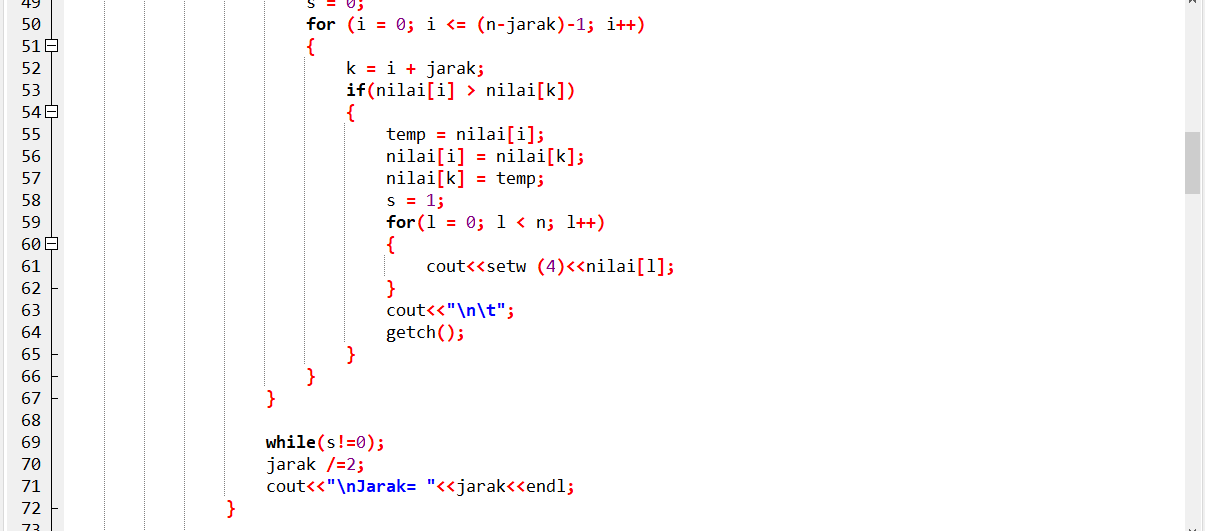 49 s = 0;
50 for (i = 0; i <= (n-jarak)-1; i++)
51 {
52 k = i + jarak;
53 if(nilai[i] > nilai[k])
54 {
55 temp = nilai[i];
56 nilai[i] = nilai[k];
57 nilai[k] = temp;
58 s = 1;
59 for(l = 0; l < n; l++)
60 {
61 cout<<setw (4)<<nilai[l];
62 }
63 cout<<"\n\t";
64 getch();
65 }
66 }
67 }
68
69 while(s!=0);
70 jarak /=2;
71 cout<<"\nJarak= "<<jarak<<endl;
72 }
73